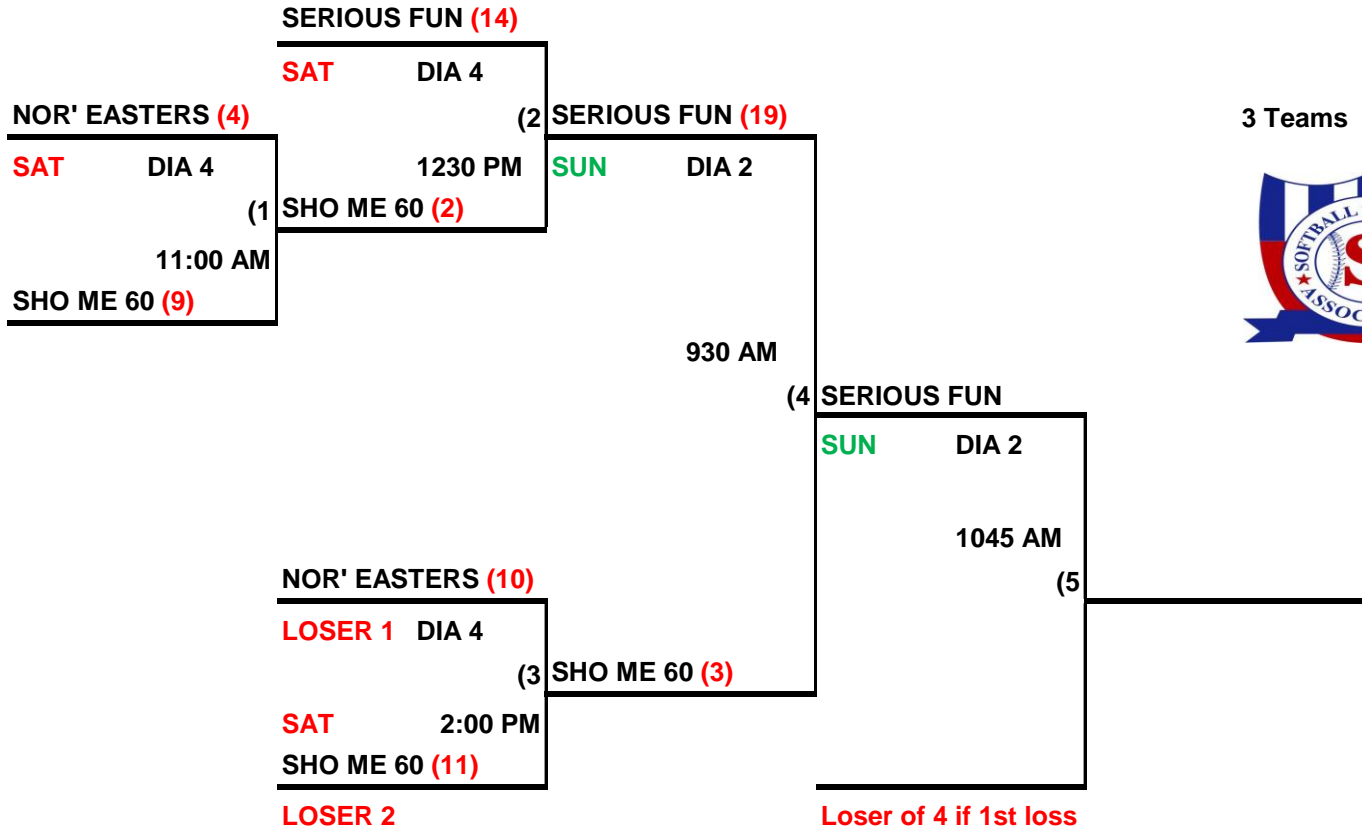 SERIOUS FUN (14)
SAT DIA 4
NOR' EASTERS (4)
(2 SERIOUS FUN (19)
3 Teams
SAT DIA 4
1230 PM SUN DIA 2
(1 SHO ME 60 (2)
11:00 AM
SHO ME 60 (9)
SOFTBALL
ASSOC
930 AM
(4 SERIOUS FUN
SUN DIA 2
1045 AM
NOR' EASTERS (10)
(5
LOSER 1 DIA 4
(3 SHO ME 60 (3)
SAT 2:00 PM
SHO ME 60 (11)
LOSER 2
Loser of 4 if 1st loss